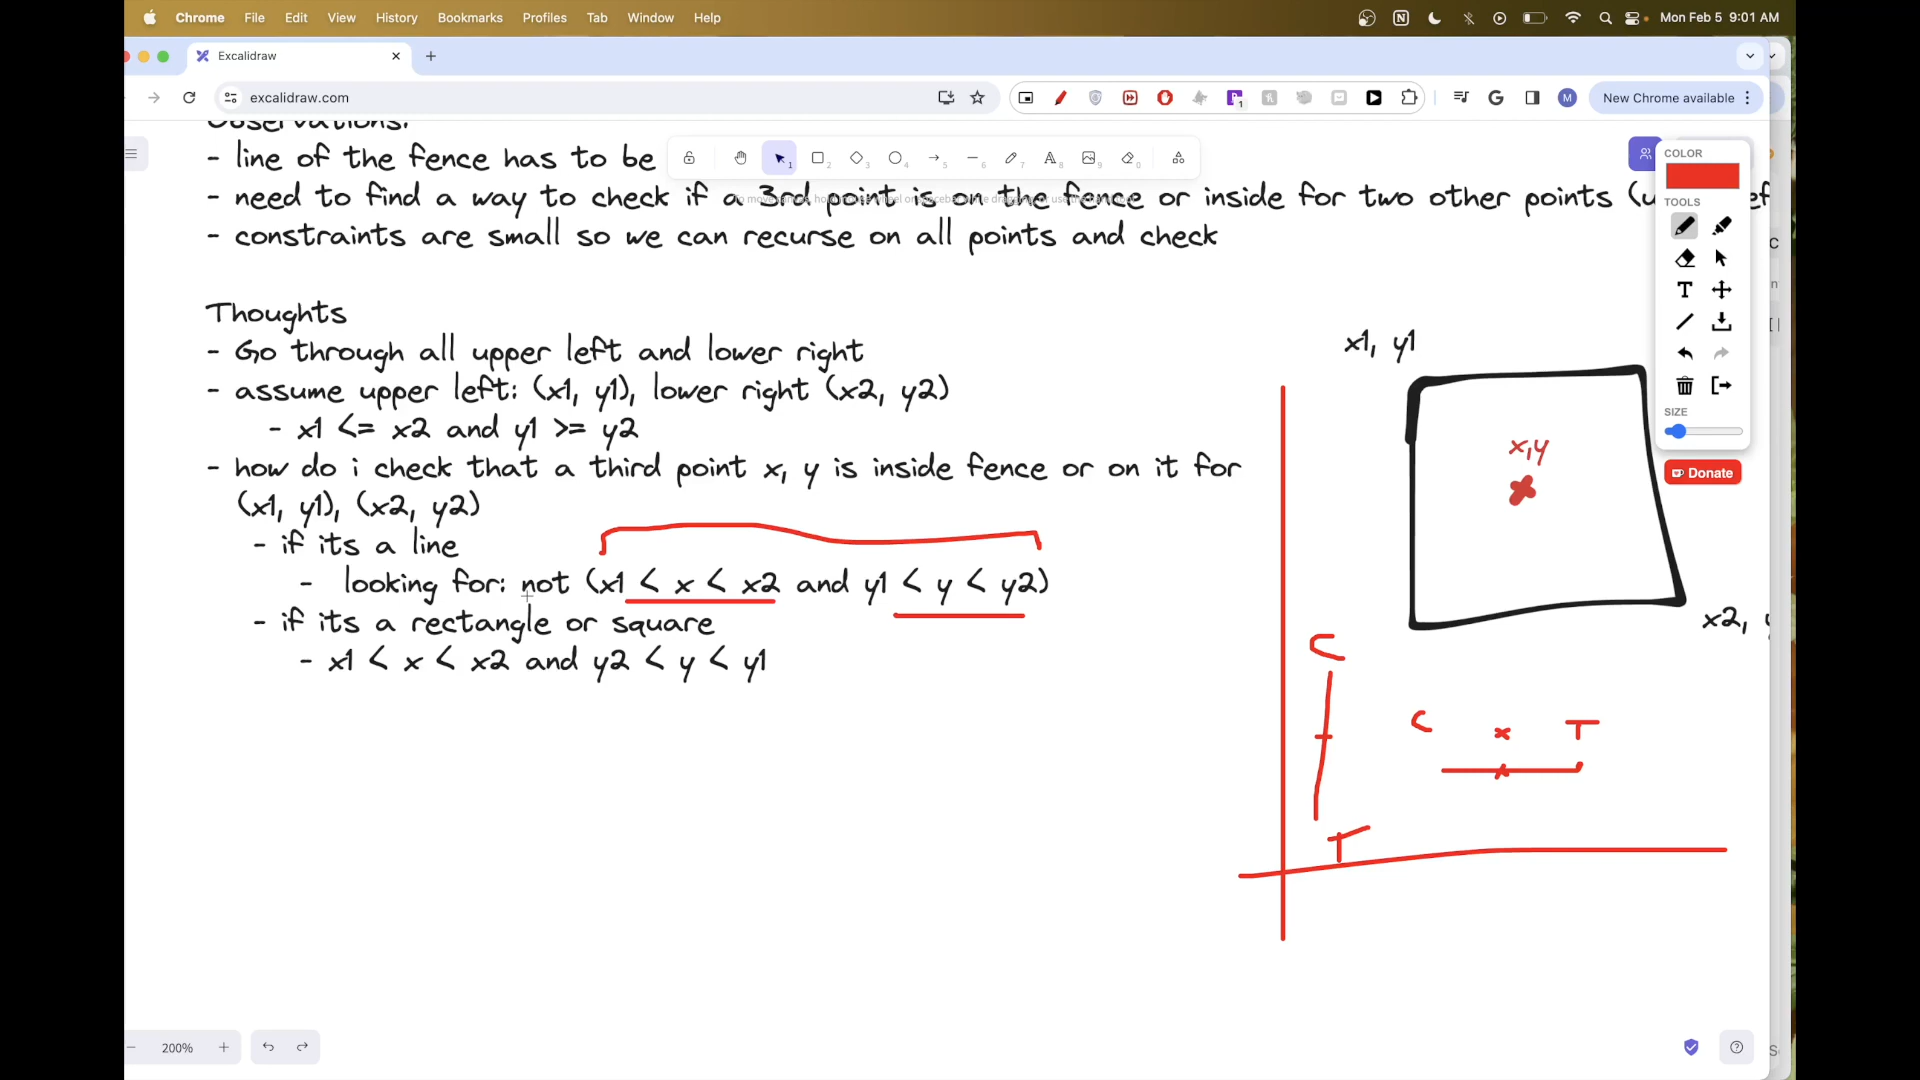 Chrome File Edit View History Bookmarks Profiles Tab Window Help Mon Feb 5 9:01 AM
Excalidraw
excalidraw.com
1
New Chrome available
M
Observations:
- line of the fence has to be
- need to find a way to check if a 3rd point is on the fence or inside for two other points
- constraints are small so we can recurse on all points and check
Thoughts
- Go through all upper left and lower right
- assume upper left: (x1, y1), lower right (x2, y2)
- x1 <= x2 and y1 >= y2
- how do i check that a third point x, y is inside fence or on it for
(x1, y1), (x2, y2)
- if its a line
- looking for: not (x1 < x < x2 and y1 < y < y2)
- if its a rectangle or square
- x1 < x < x2 and y2 < y < y1
x1, y1
x,y
x2,
C
T
C x T
COLOR
TOOLS
T
SIZE
Donate
200%